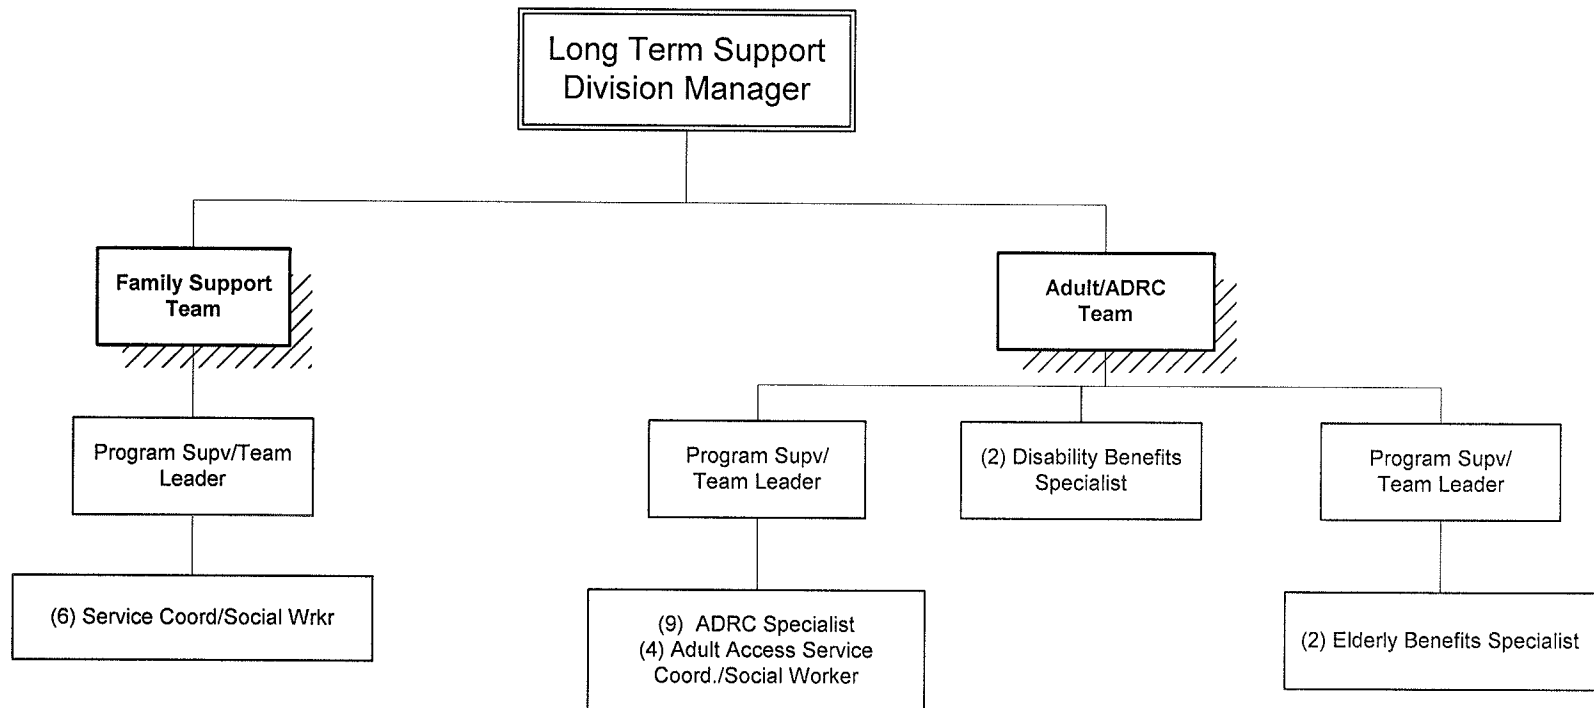 Long Term Support
Division Manager
Family Support
Team
Adult/ADRC
Team
Program Supv/Team
Leader
Program Supv/
Team Leader
(2) Disability Benefits
Specialist
Program Supv/
Team Leader
(6) Service Coord/Social Wrkr
(9) ADRC Specialist
(4) Adult Access Service
Coord./Social Worker
(2) Elderly Benefits Specialist